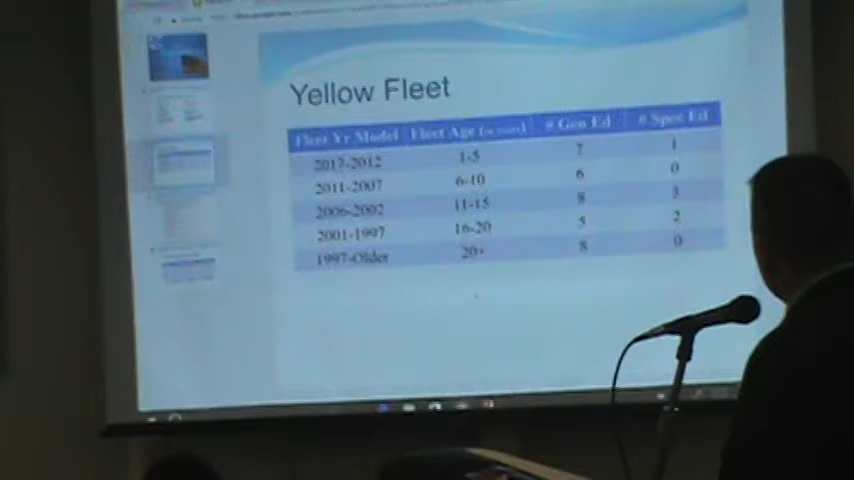 Yellow Fleet
Fleet Yr Model Fleet Age # Gen Ed # Spec Ed
2017-2012 1-5 7 1
2011-2007 6-10 6 0
2006-2002 11-15 8 3
2001-1997 16-20 5 2
1997-Older 20+ 8 0